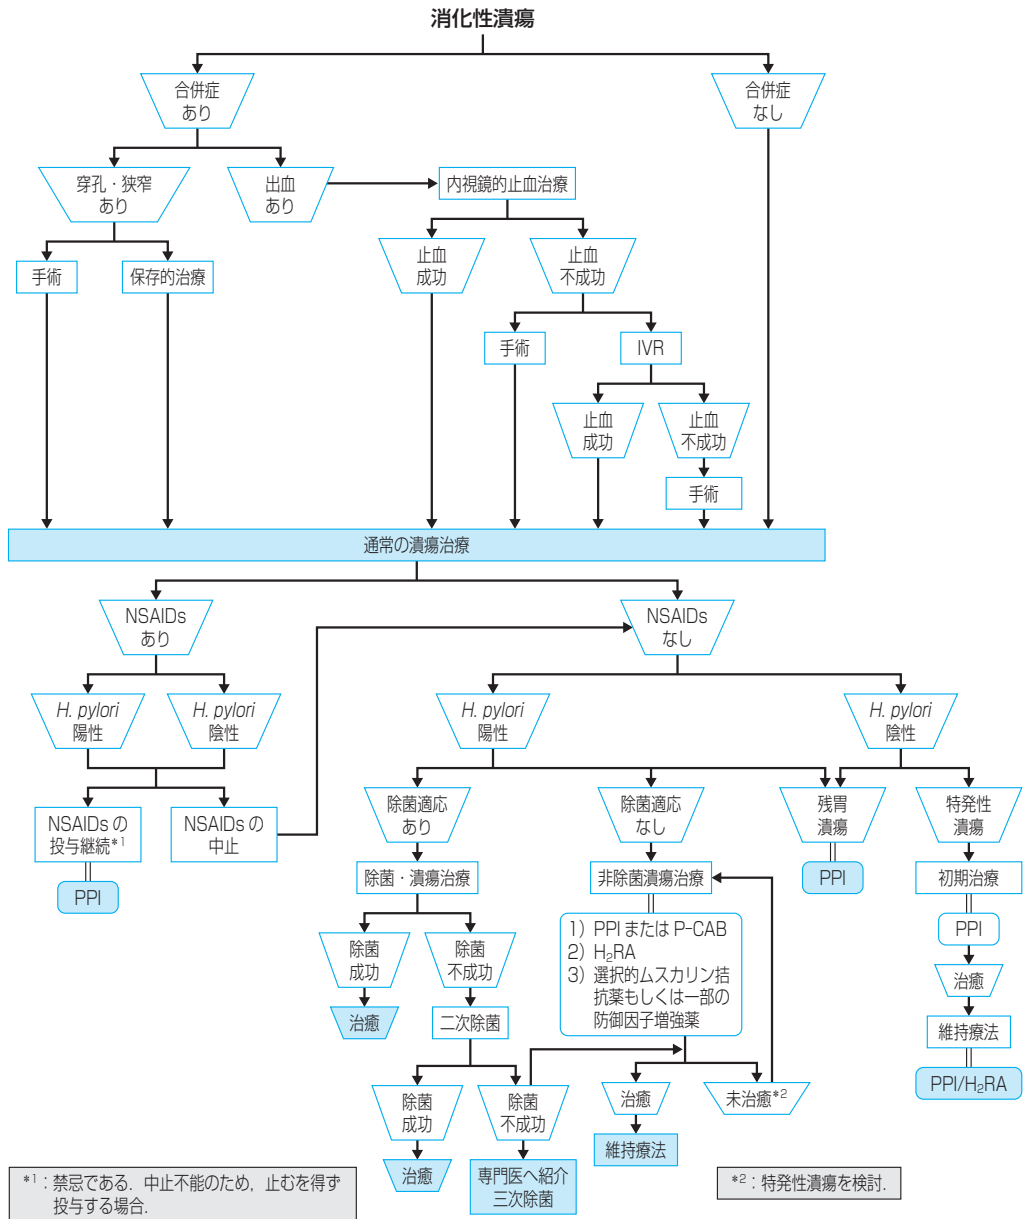 消化性潰瘍
合併症
あり
合併症
なし
穿孔・狭窄
あり
出血
あり
内視鏡的止血治療
手術
保存的治療
止血
成功
止血
不成功
手術
IVR
止血
成功
止血
不成功
手術
通常の潰瘍治療
NSAIDs
あり
NSAIDs
なし
H. pylori
陽性
H. pylori
陰性
H. pylori
陽性
H. pylori
陰性
NSAIDs の
投与継続*1
NSAIDs の
中止
PPI
除菌適応
あり
除菌適応
なし
残胃
潰瘍
特発性
潰瘍
除菌・潰瘍治療
非除菌潰瘍治療
PPI
初期治療
除菌
成功
除菌
不成功
1）PPI または P-CAB
2）H₂RA
3）選択的ムスカリン拮
抗薬もしくは一部の
防御因子増強薬
PPI
治癒
治癒
二次除菌
維持療法
PPI/H₂RA
除菌
成功
除菌
不成功
治癒
未治癒*2
治癒
専門医へ紹介
三次除菌
維持療法
*1：禁忌である．中止不能のため，止むを得ず
投与する場合．
*2：特発性潰瘍を検討．